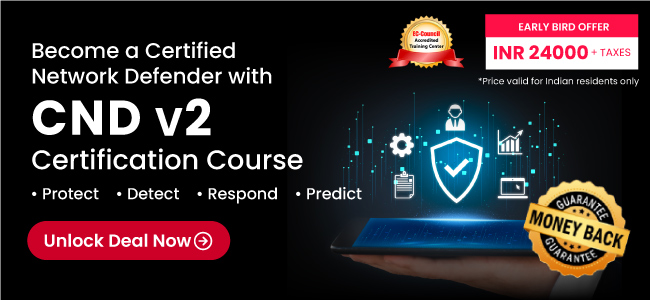 Become a Certified
Network Defender with
CND v2
Certification Course
• Protect • Detect • Respond • Predict
Unlock Deal Now
EC-Council
Accredited
Training Center
EARLY BIRD OFFER
INR 24000 + TAXES
*Price valid for Indian residents only
GUARANTEE
MONEY BACK
GUARANTEE